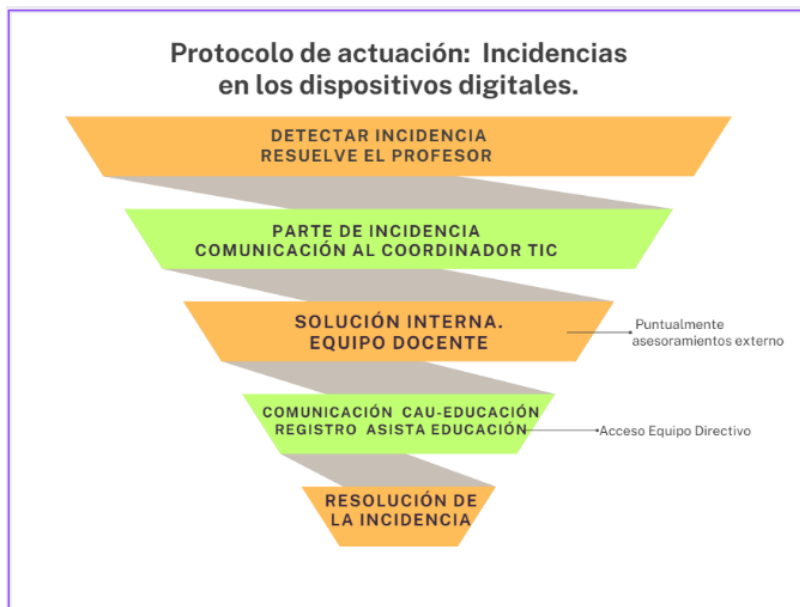 Protocolo de actuación: Incidencias
en los dispositivos digitales.
DETECTAR INCIDENCIA
RESUELVE EL PROFESOR
PARTE DE INCIDENCIA
COMUNICACIÓN AL COORDINADOR TIC
SOLUCIÓN INTERNA.
EQUIPO DOCENTE
Puntualmente
asesoramientos externo
COMUNICACIÓN CAU-EDUCACIÓN
REGISTRO ASISTA EDUCACIÓN
Acceso Equipo Directivo
RESOLUCIÓN DE
LA INCIDENCIA